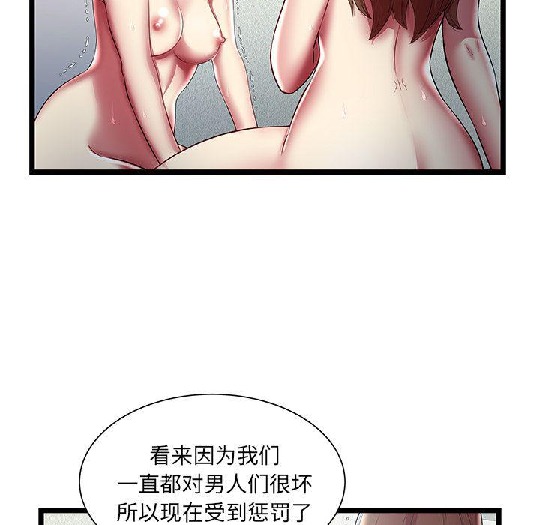 看来因为我们
一直都对男人们很坏
所以现在受到惩罚了